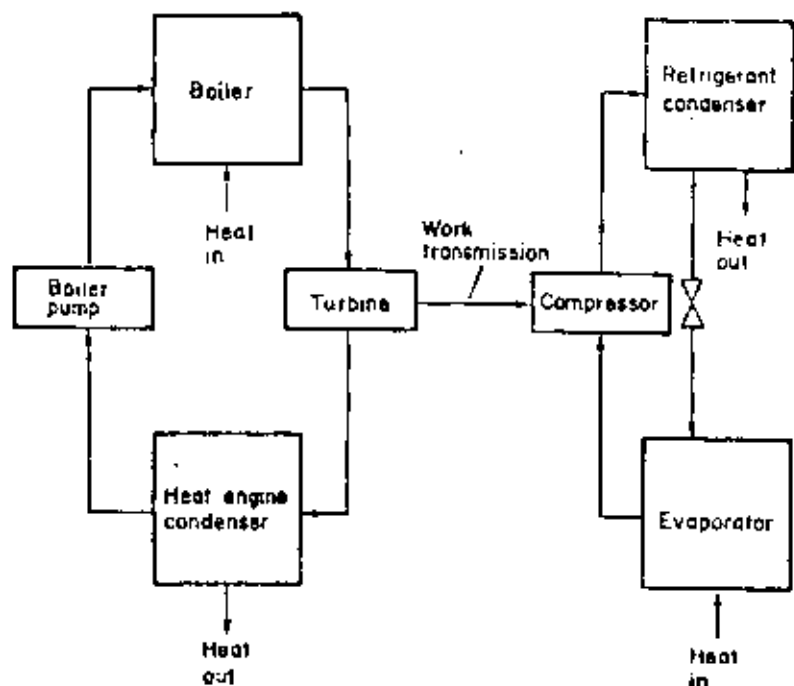 Boiler
Heat
in
Boiler
pump
Turbine
Heat engine
condenser
Heat
out
Work
transmission
Compressor
Refrigerant
condenser
Heat
out
Evaporator
Heat
in